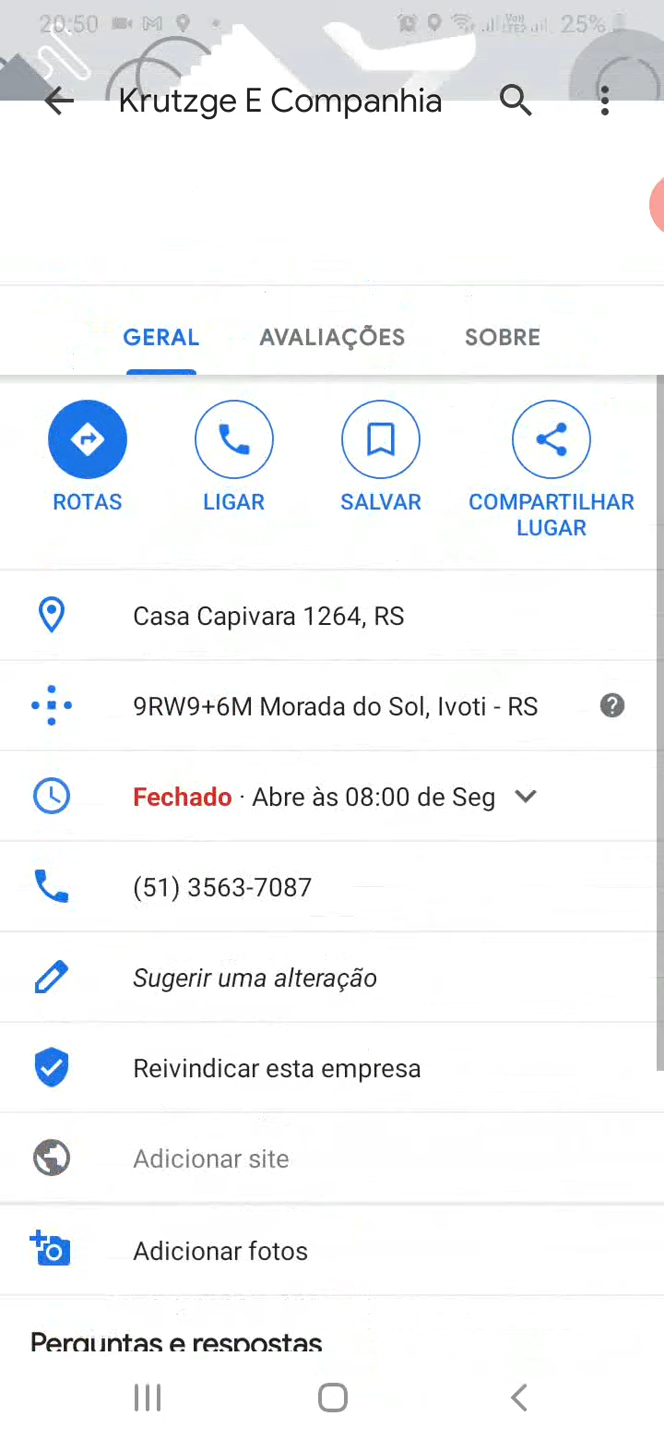 20:50
25%
Krutzge E Companhia
GERAL AVALIAÇÕES SOBRE
ROTAS LIGAR SALVAR COMPARTILHAR
LUGAR
Casa Capivara 1264, RS
9RW9+6M Morada do Sol, Ivoti - RS
Fechado · Abre às 08:00 de Seg
(51) 3563-7087
Sugerir uma alteração
Reivindicar esta empresa
Adicionar site
Adicionar fotos
Perguntas e respostas